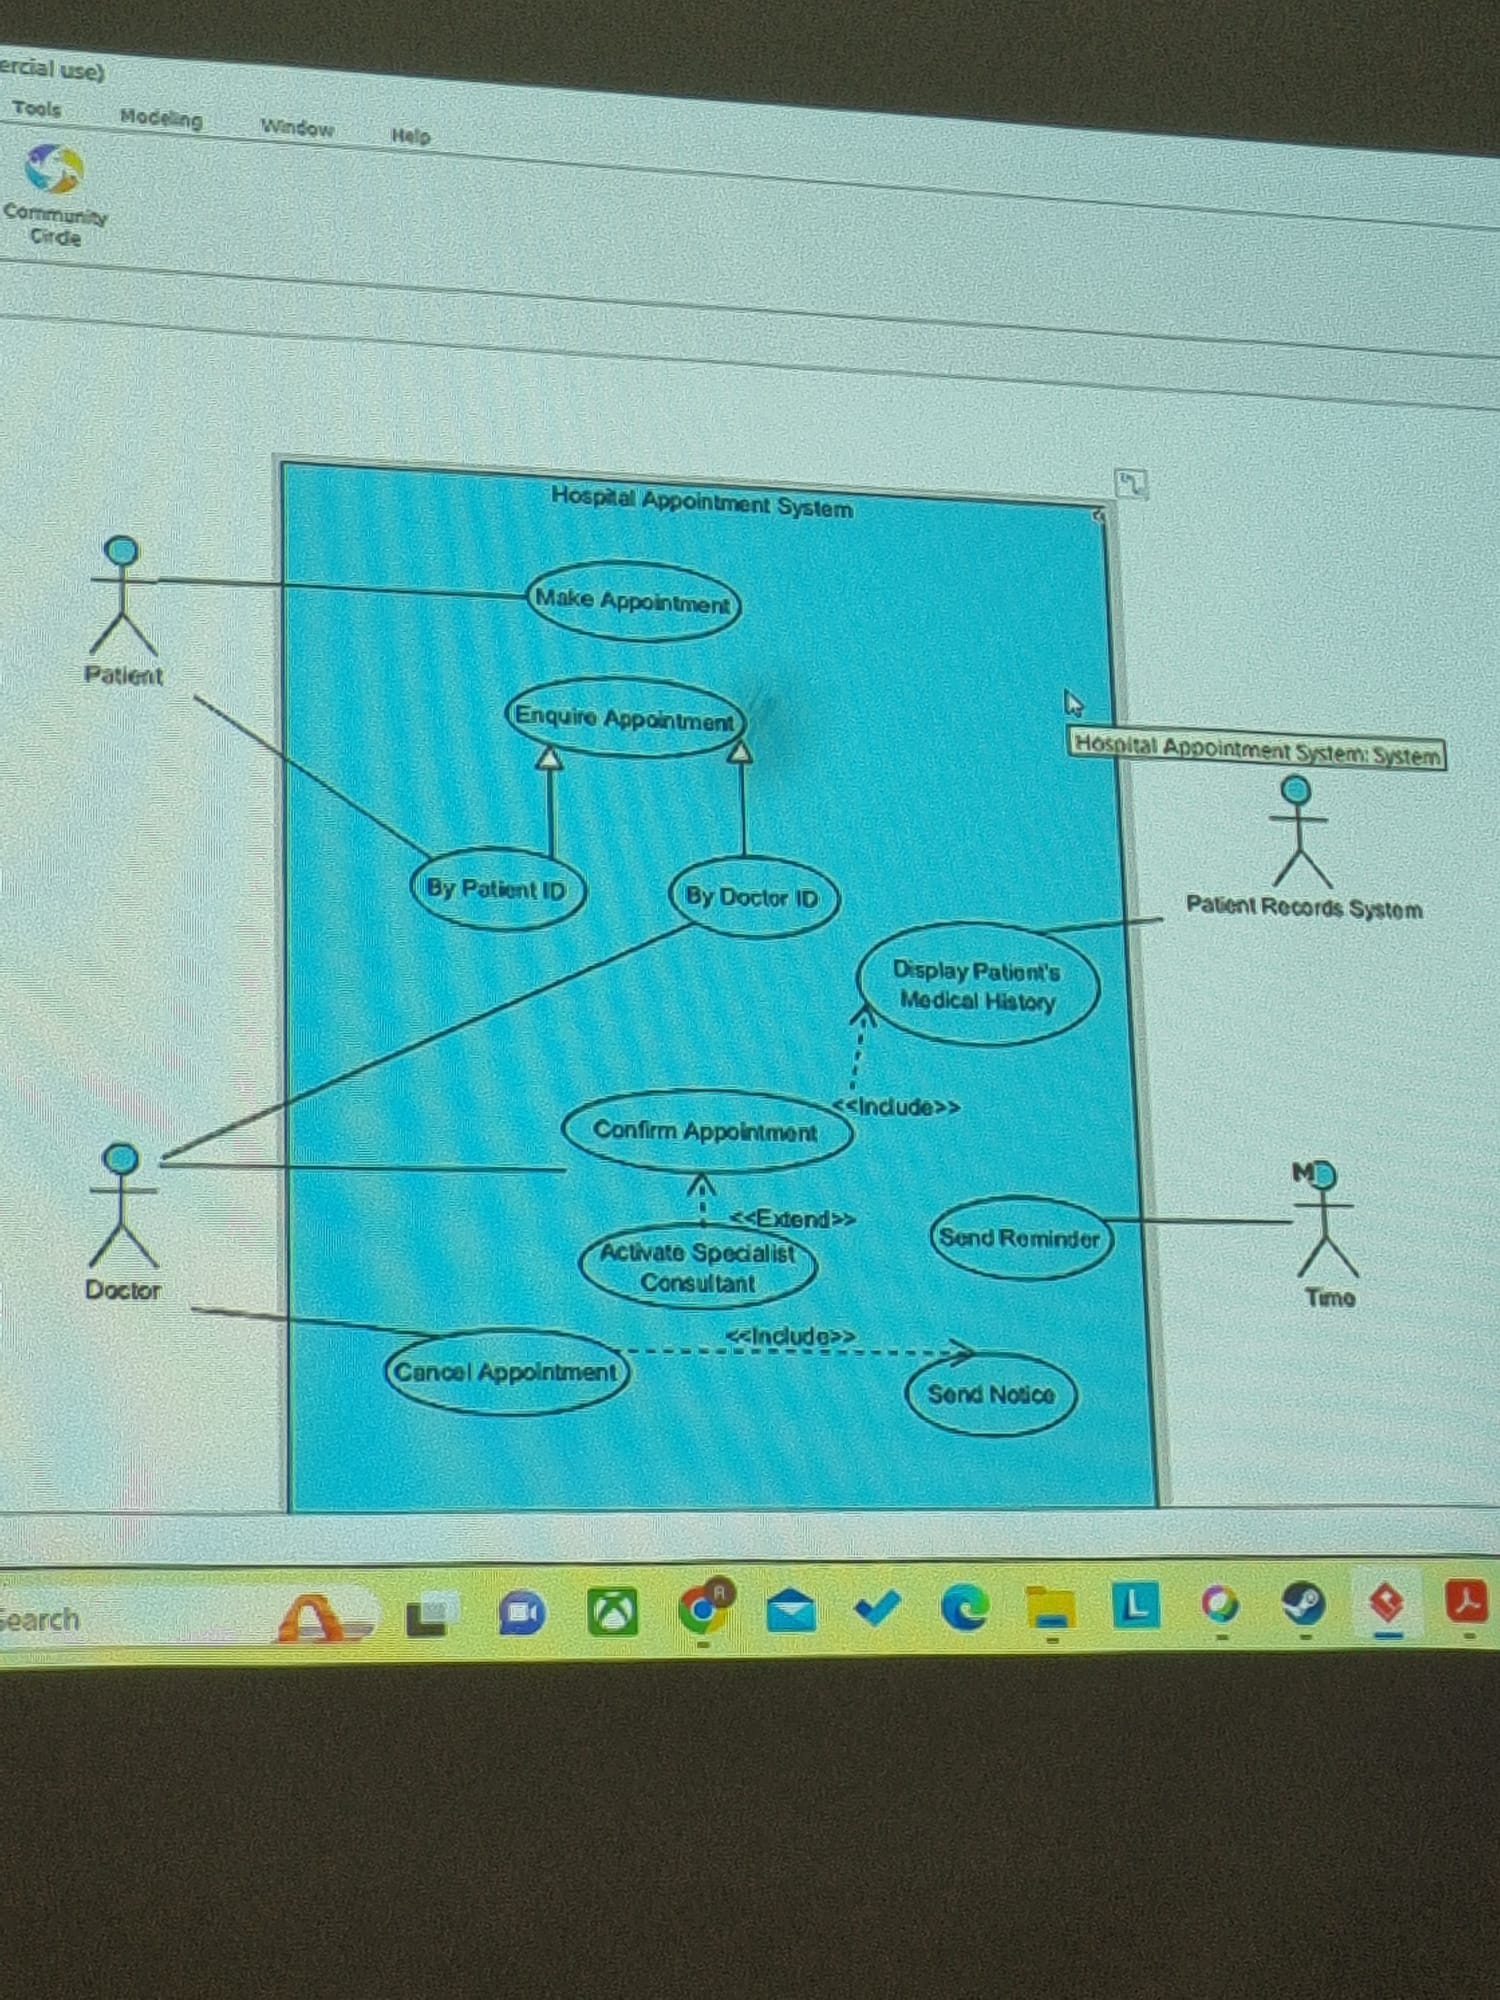 ercial use)
Tools Modeling Window Help
Community
Circle
Hospital Appointment System
Make Appointment
Patient
Enquire Appointment
Hospital Appointment System: System
By Patient ID
By Doctor ID
Patient Records System
Display Patient's
Medical History
<<Include>>
Confirm Appointment
M
<<Extend>>
Send Reminder
Activate Specialist
Consultant
Doctor
Time
<<Include>>
Cancel Appointment
Send Notice
Search
R
L